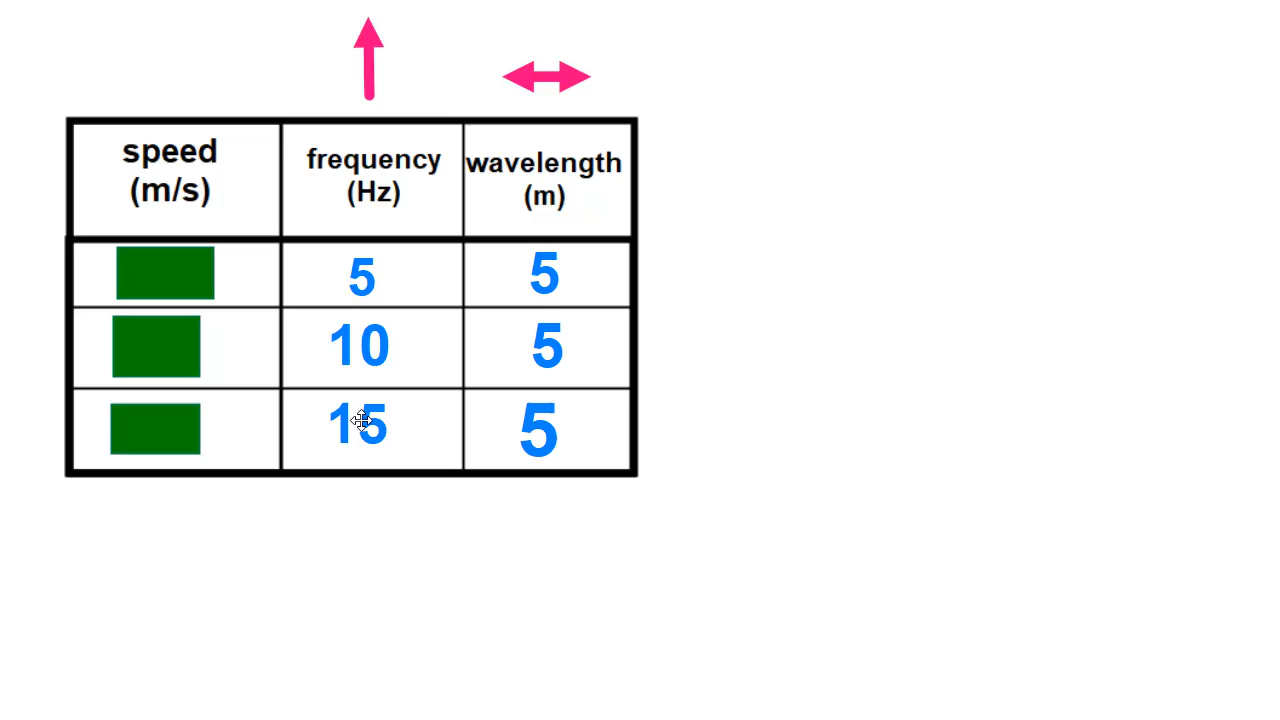 speed
(m/s)
frequency
(Hz)
wavelength
(m)
5
5
10
5
15
5